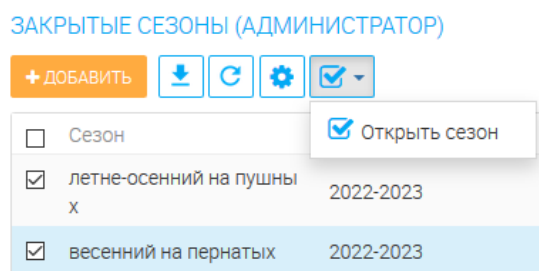 ЗАКРЫТЫЕ СЕЗОНЫ (АДМИНИСТРАТОР)
+ ДОБАВИТЬ
Открыть сезон
Сезон
летне-осенний на пушны
х
2022-2023
весенний на пернатых 2022-2023